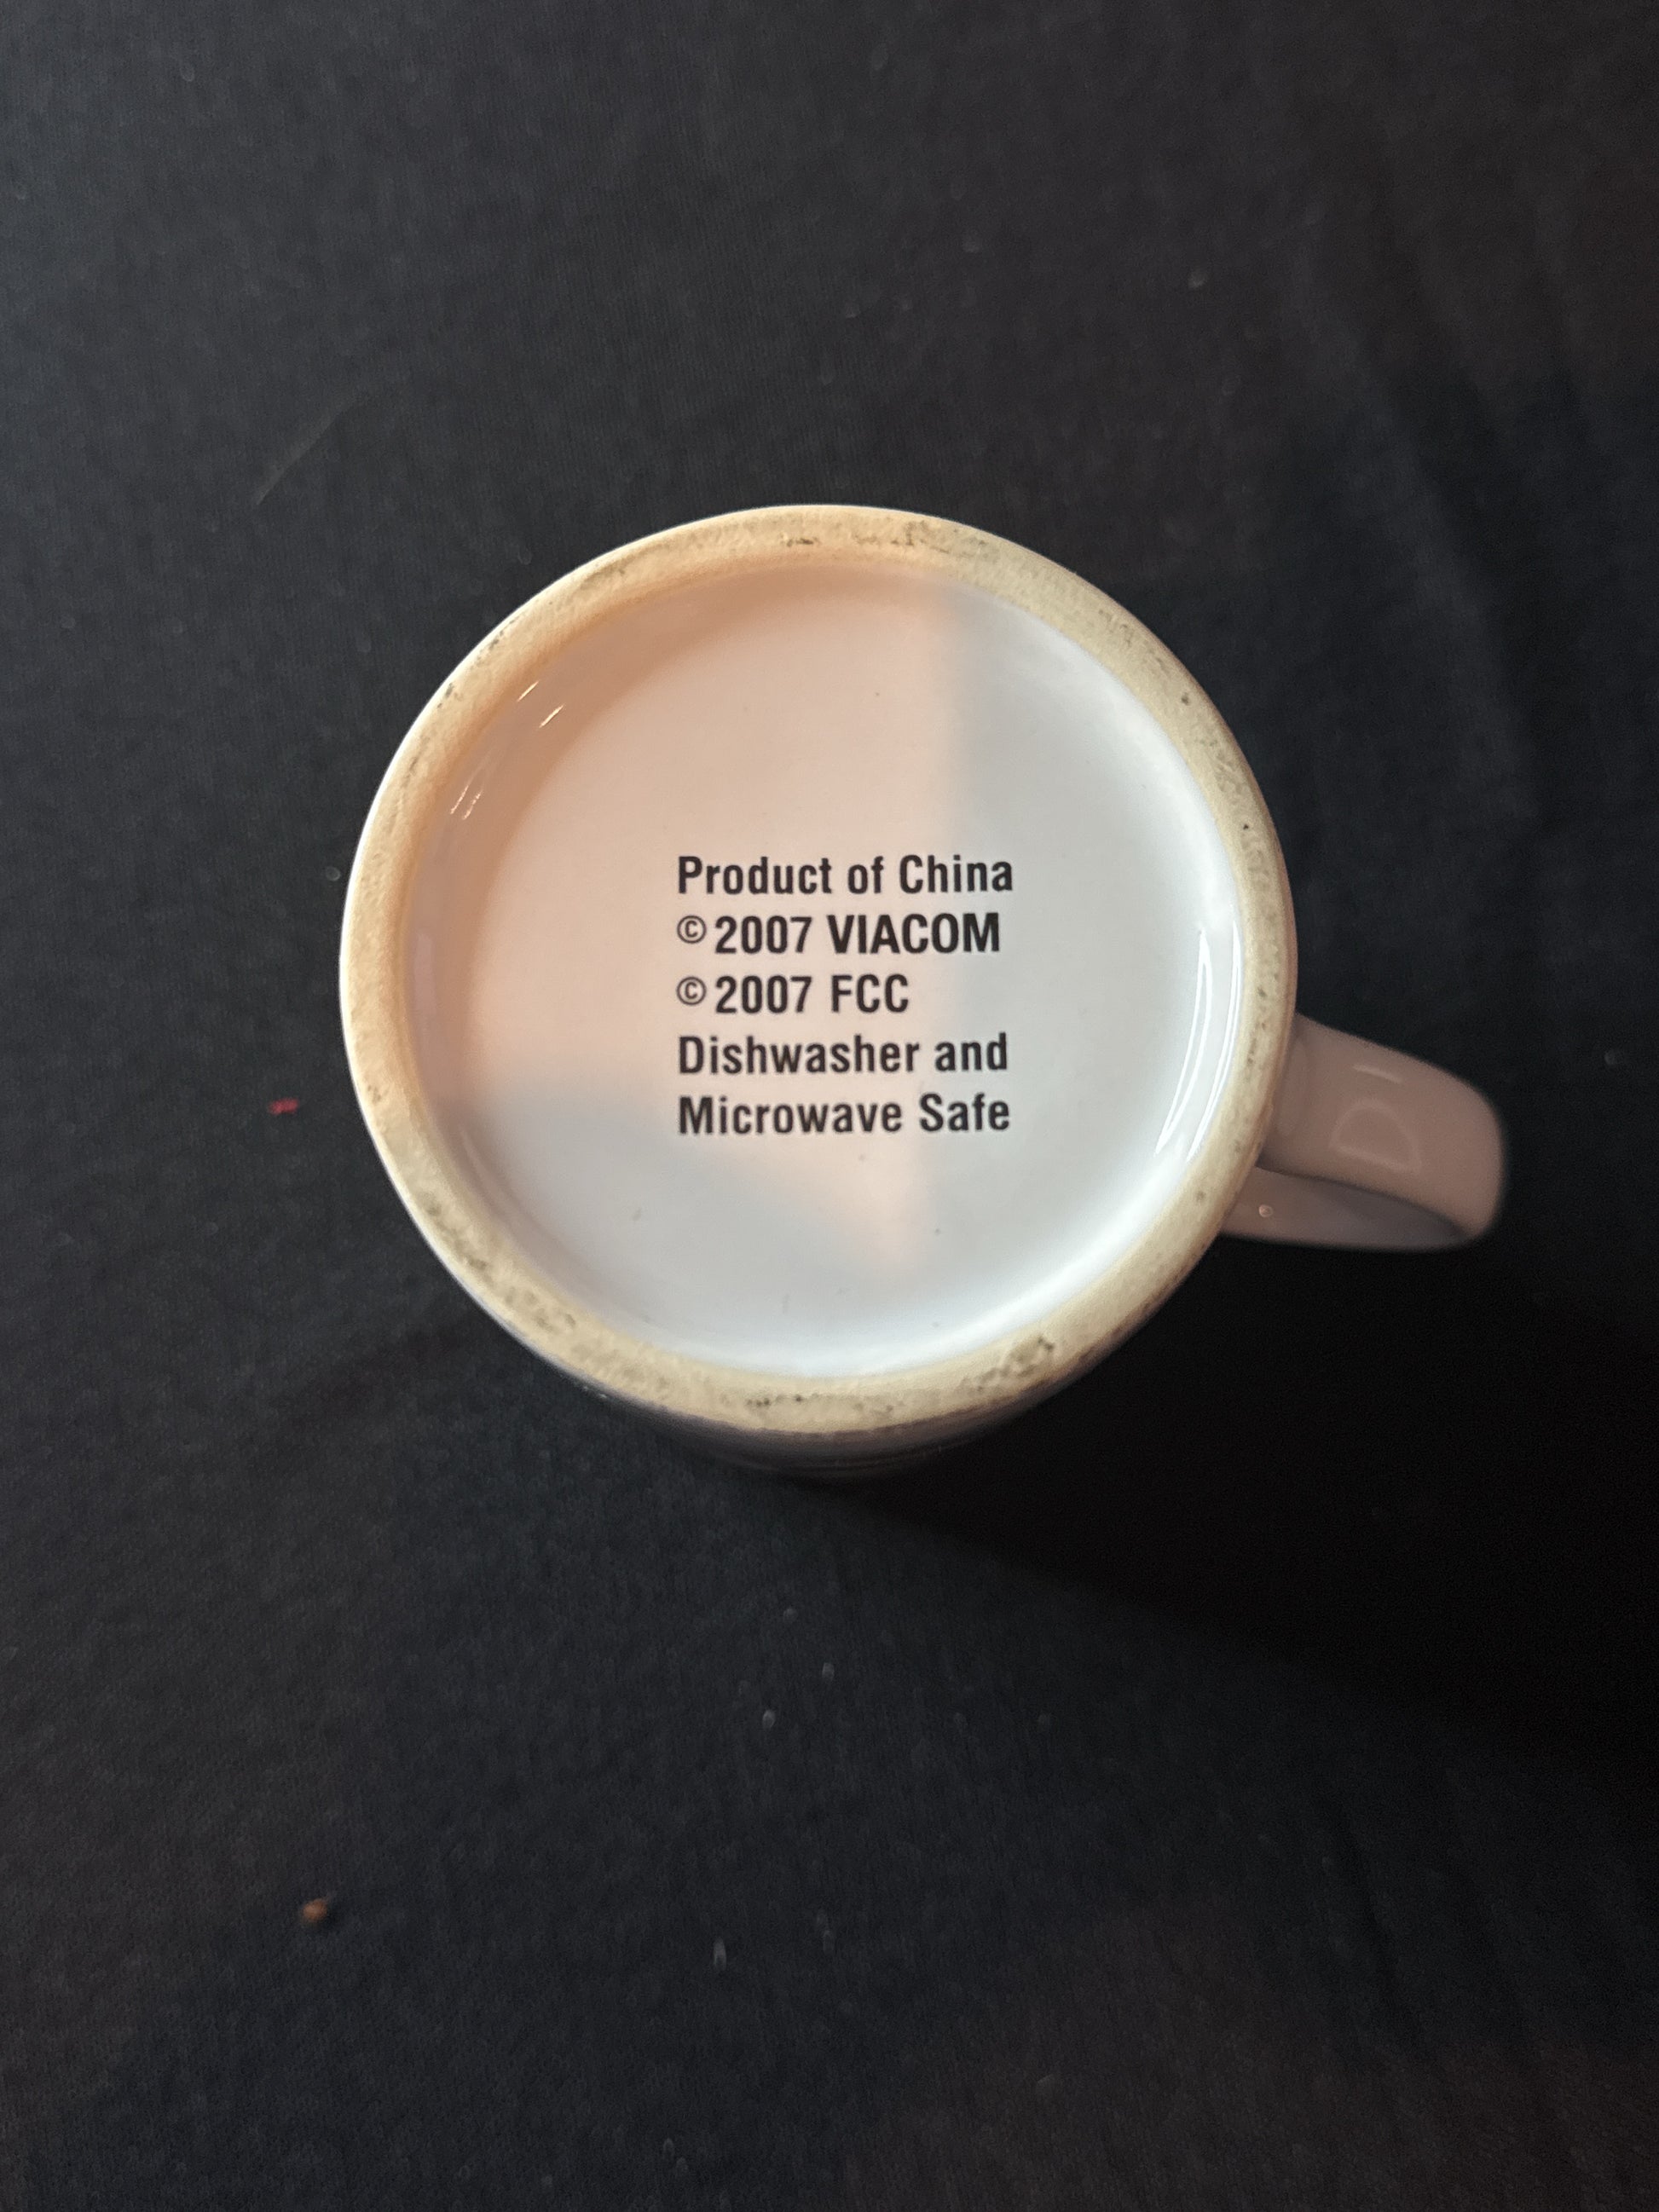 Product of China
©2007 VIACOM
©2007 FCC
Dishwasher and
Microwave Safe